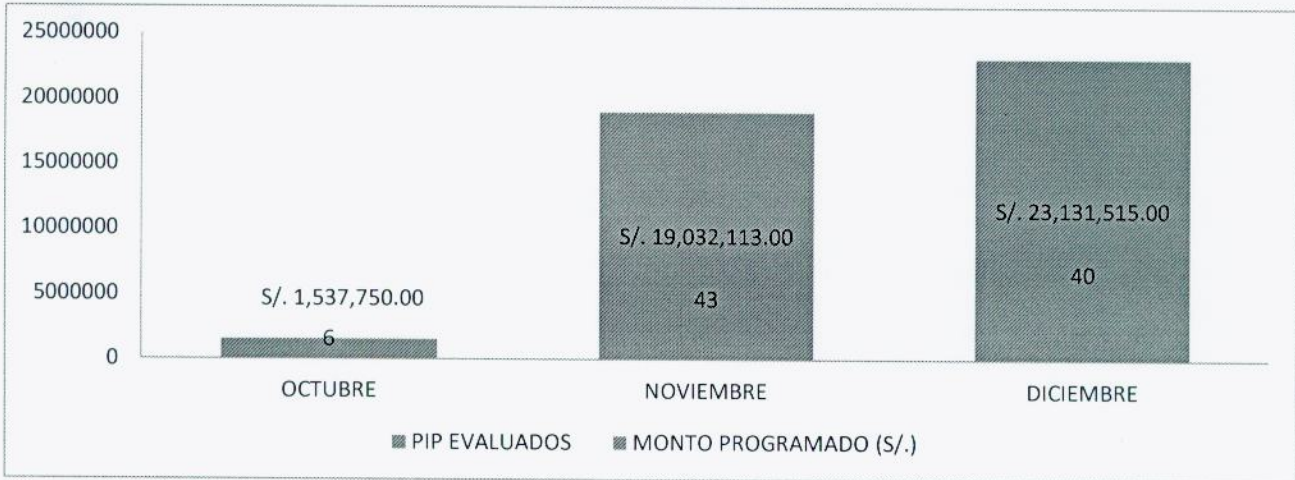 25000000
20000000
15000000
10000000
5000000
0
S/. 1,537,750.00
6
S/. 19,032,113.00
43
S/. 23,131,515.00
40
OCTUBRE
NOVIEMBRE
DICIEMBRE
PIP EVALUADOS
MONTO PROGRAMADO (S/.)